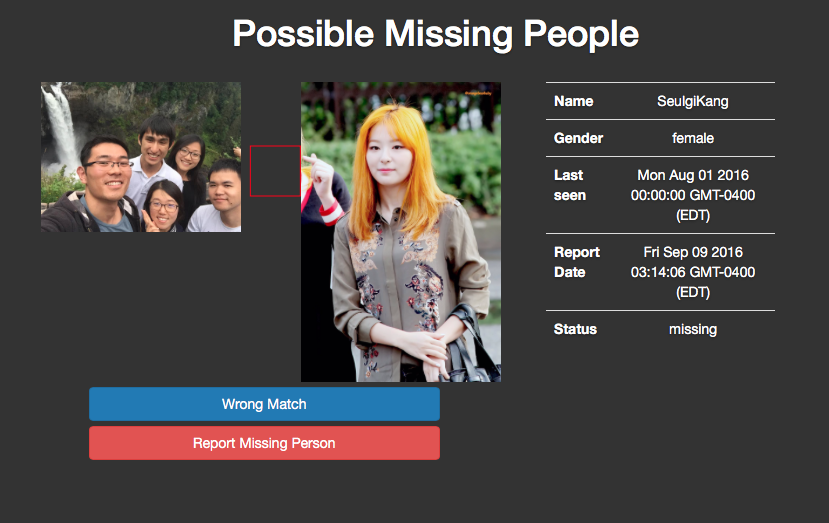 Possible Missing People
Name SeulgiKang
Gender female
Last seen Mon Aug 01 2016
00:00:00 GMT-0400
(EDT)
Report Date Fri Sep 09 2016
03:14:06 GMT-0400
(EDT)
Status missing
Wrong Match
Report Missing Person